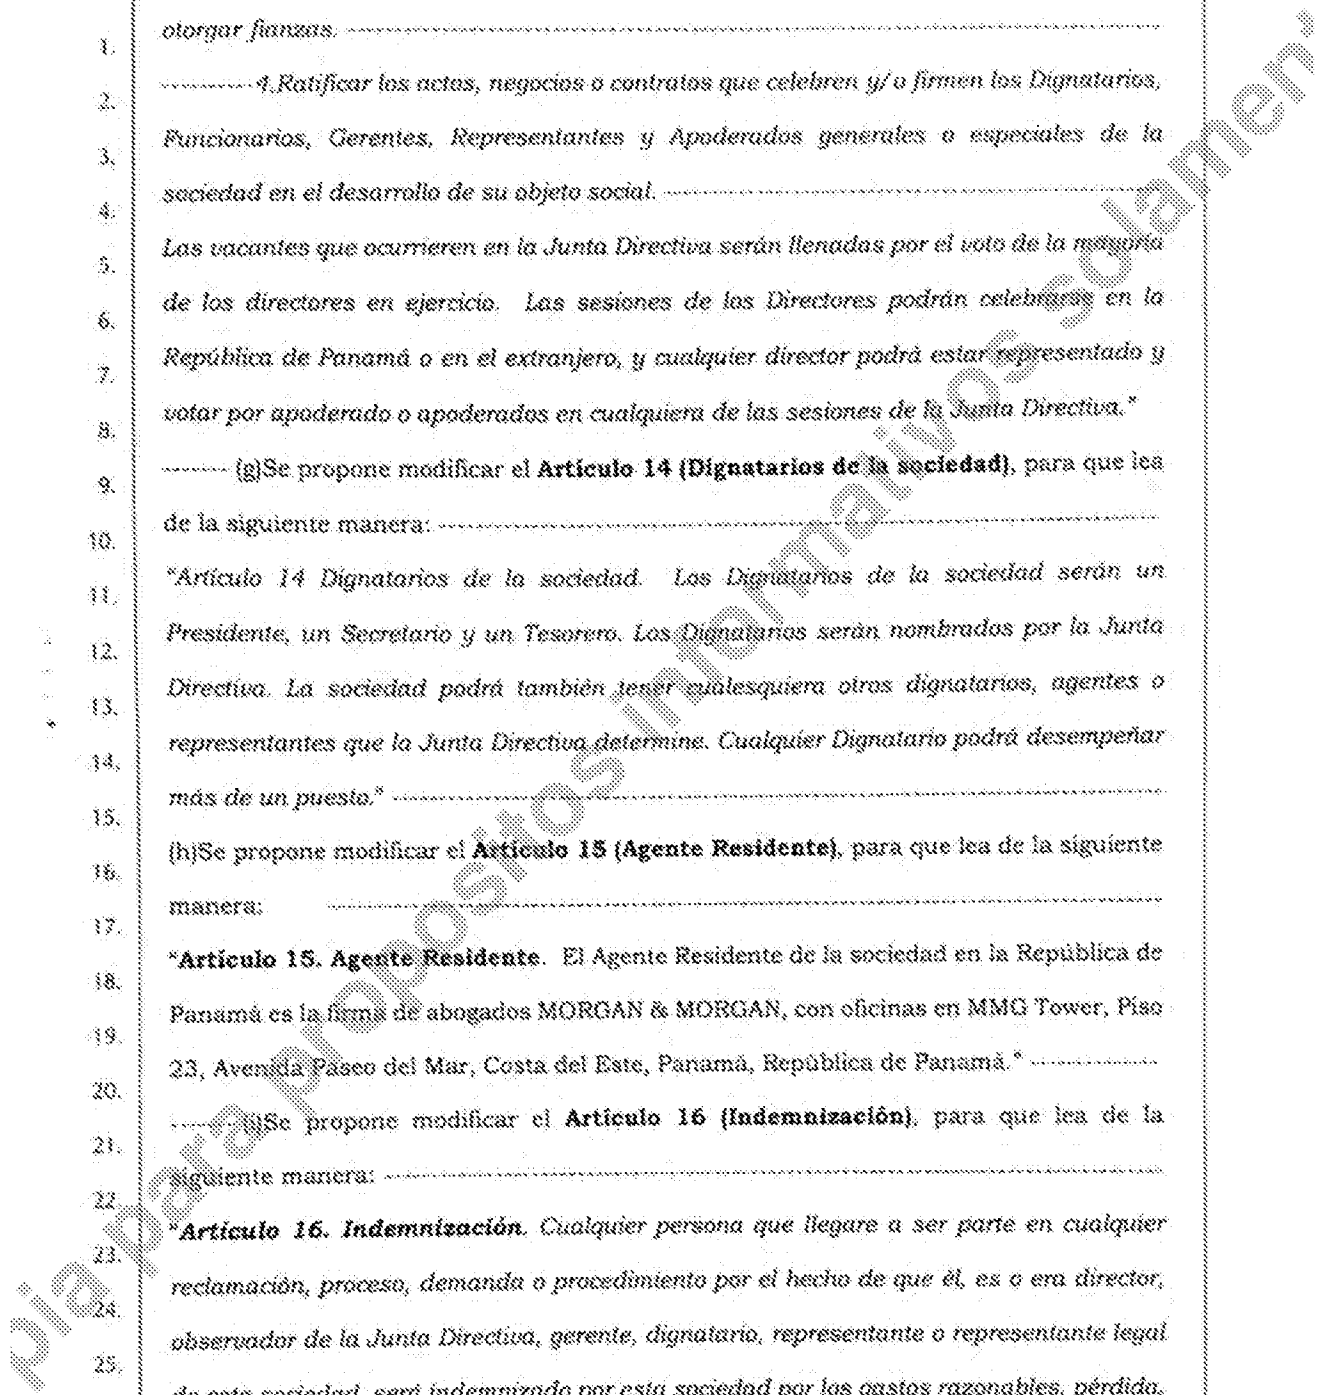 otorgar fianzas.
1.
4.Ratificar los actos, negocios o contratos que celebren y/o firmen los Dignatarios,
2.
Funcionarios, Gerentes, Representantes y Apoderados generales o especiales de la
3.
sociedad en el desarrollo de su objeto social.
4.
Las vacantes que ocurrieren en la Junta Directiva serán llenadas por el voto de la mayoría
5.
de los directores en ejercicio. Las sesiones de los Directores podrán celebrarse en la
6.
República de Panamá o en el extranjero, y cualquier director podrá estar representado y
7.
votar por apoderado o apoderados en cualquiera de las sesiones de la Junta Directiva."
8.
(g)Se propone modificar el Artículo 14 (Dignatarios de la sociedad), para que lea
9.
de la siguiente manera:
10.
"Artículo 14 Dignatarios de la sociedad. Los Dignatarios de la sociedad serán un
11.
Presidente, un Secretario y un Tesorero. Los Dignatarios serán nombrados por la Junta
12.
Directiva. La sociedad podrá también tener cualesquiera otros dignatarios, agentes o
13.
representantes que la Junta Directiva determine. Cualquier Dignatario podrá desempeñar
14.
más de un puesto."
15.
(h)Se propone modificar el Artículo 15 (Agente Residente), para que lea de la siguiente
16.
manera:
17.
"Artículo 15. Agente Residente. El Agente Residente de la sociedad en la República de
18.
Panamá es la firma de abogados MORGAN & MORGAN, con oficinas en MMG Tower, Piso
19.
23, Avenida Paseo del Mar, Costa del Este, Panamá, República de Panamá."
20.
(i)Se propone modificar el Artículo 16 (Indemnización), para que lea de la
21.
siguiente manera:
22.
"Artículo 16. Indemnización. Cualquier persona que llegare a ser parte en cualquier
23.
reclamación, proceso, demanda o procedimiento por el hecho de que él, es o era director,
24.
observador de la Junta Directiva, gerente, dignatario, representante o representante legal
25.
de esta sociedad, será indemnizado por esta sociedad por los gastos razonables, pérdida,
pia para propositos informativos solamen